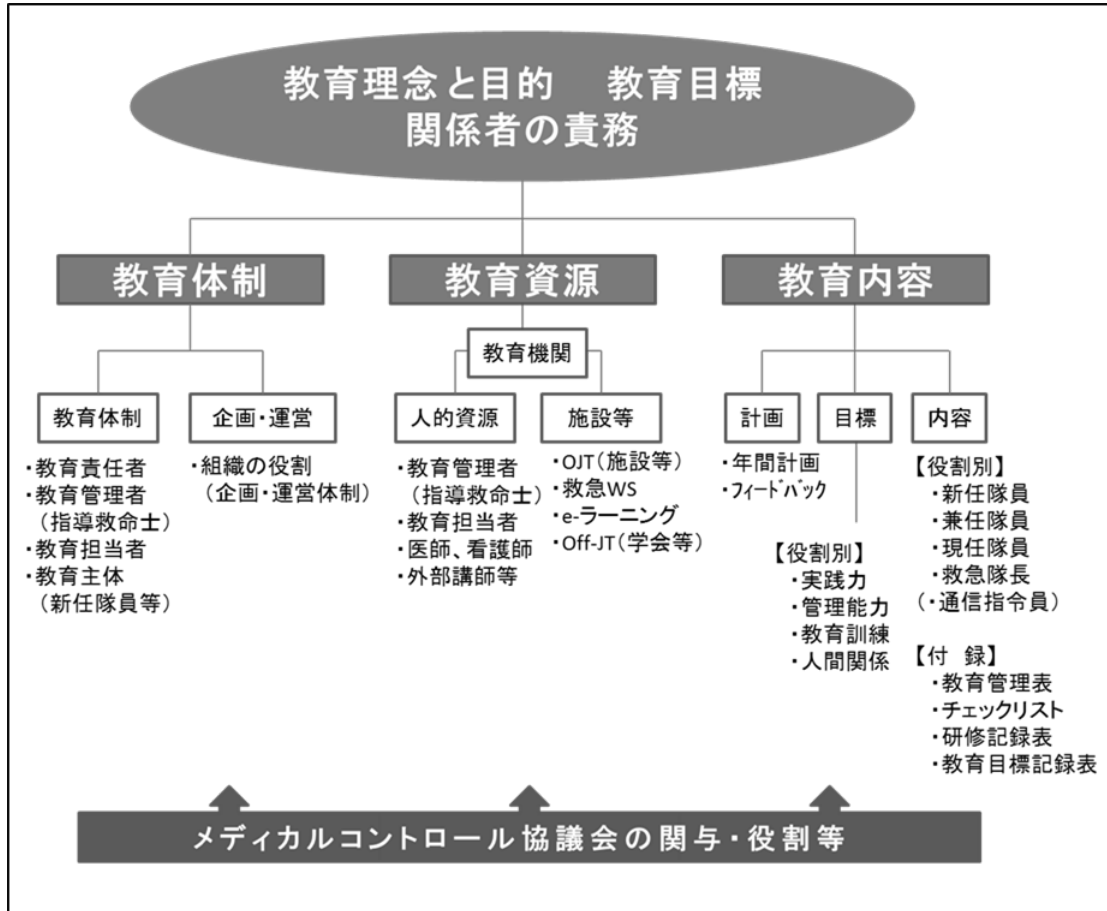 教育理念と目的　教育目標
関係者の責務
教育体制
教育資源
教育内容
教育機関
教育体制
・教育責任者
・教育管理者
（指導救命士）
・教育担当者
・教育主体
（新任隊員等）
企画・運営
・組織の役割
（企画・運営体制）
人的資源
・教育管理者
（指導救命士）
・教育担当者
・医師、看護師
・外部講師等
施設等
・OJT（施設等）
・救急WS
・e-ラーニング
・Off-JT（学会等）
計画
・年間計画
・ﾌｨｰﾄﾞﾊﾞｯｸ
目標
【役割別】
・実践力
・管理能力
・教育訓練
・人間関係
内容
【役割別】
・新任隊員
・兼任隊員
・現任隊員
・救急隊長
（・通信指令員）
【付　録】
・教育管理表
・チェックリスト
・研修記録表
・教育目標記録表
メディカルコントロール協議会の関与・役割等